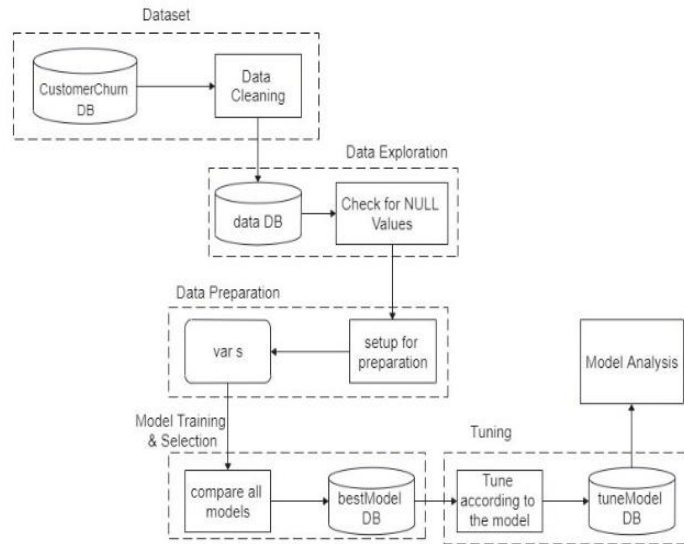 Dataset
CustomerChurn
DB
Data
Cleaning
Data Exploration
data DB
Check for NULL
Values
Data Preparation
var s
setup for
preparation
Model Analysis
Model Training
& Selection
Tuning
compare all
models
bestModel
DB
Tune
according to
the model
tuneModel
DB